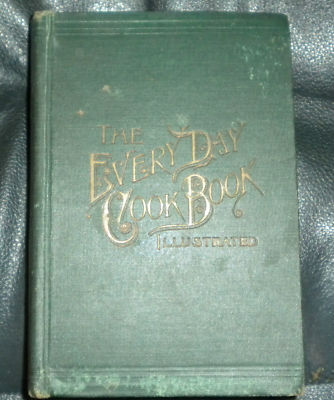 THE
EVERY DAY
COOK BOOK
ILLUSTRATED